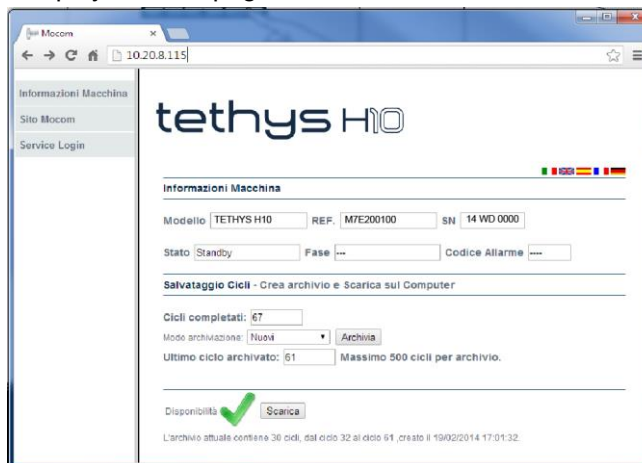 Mocom
10.20.8.115
Informazioni Macchina
Sito Mocom
Service Login
tethys H10
Informazioni Macchina
Modello TETHYS H10 REF. M7E200100 SN 14 WD 0000
Stato Standby Fase --- Codice Allarme ----
Salvataggio Cicli - Crea archivio e Scarica sul Computer
Cicli completati: 67
Modo archiviazione: Nuovi Archivia
Ultimo ciclo archivato: 61 Massimo 500 cicli per archivio.
Disponibilità Scarica
L'archivio attuale contiene 30 cicli, dal ciclo 32 al ciclo 61 ,creato il 19/02/2014 17:01:32.